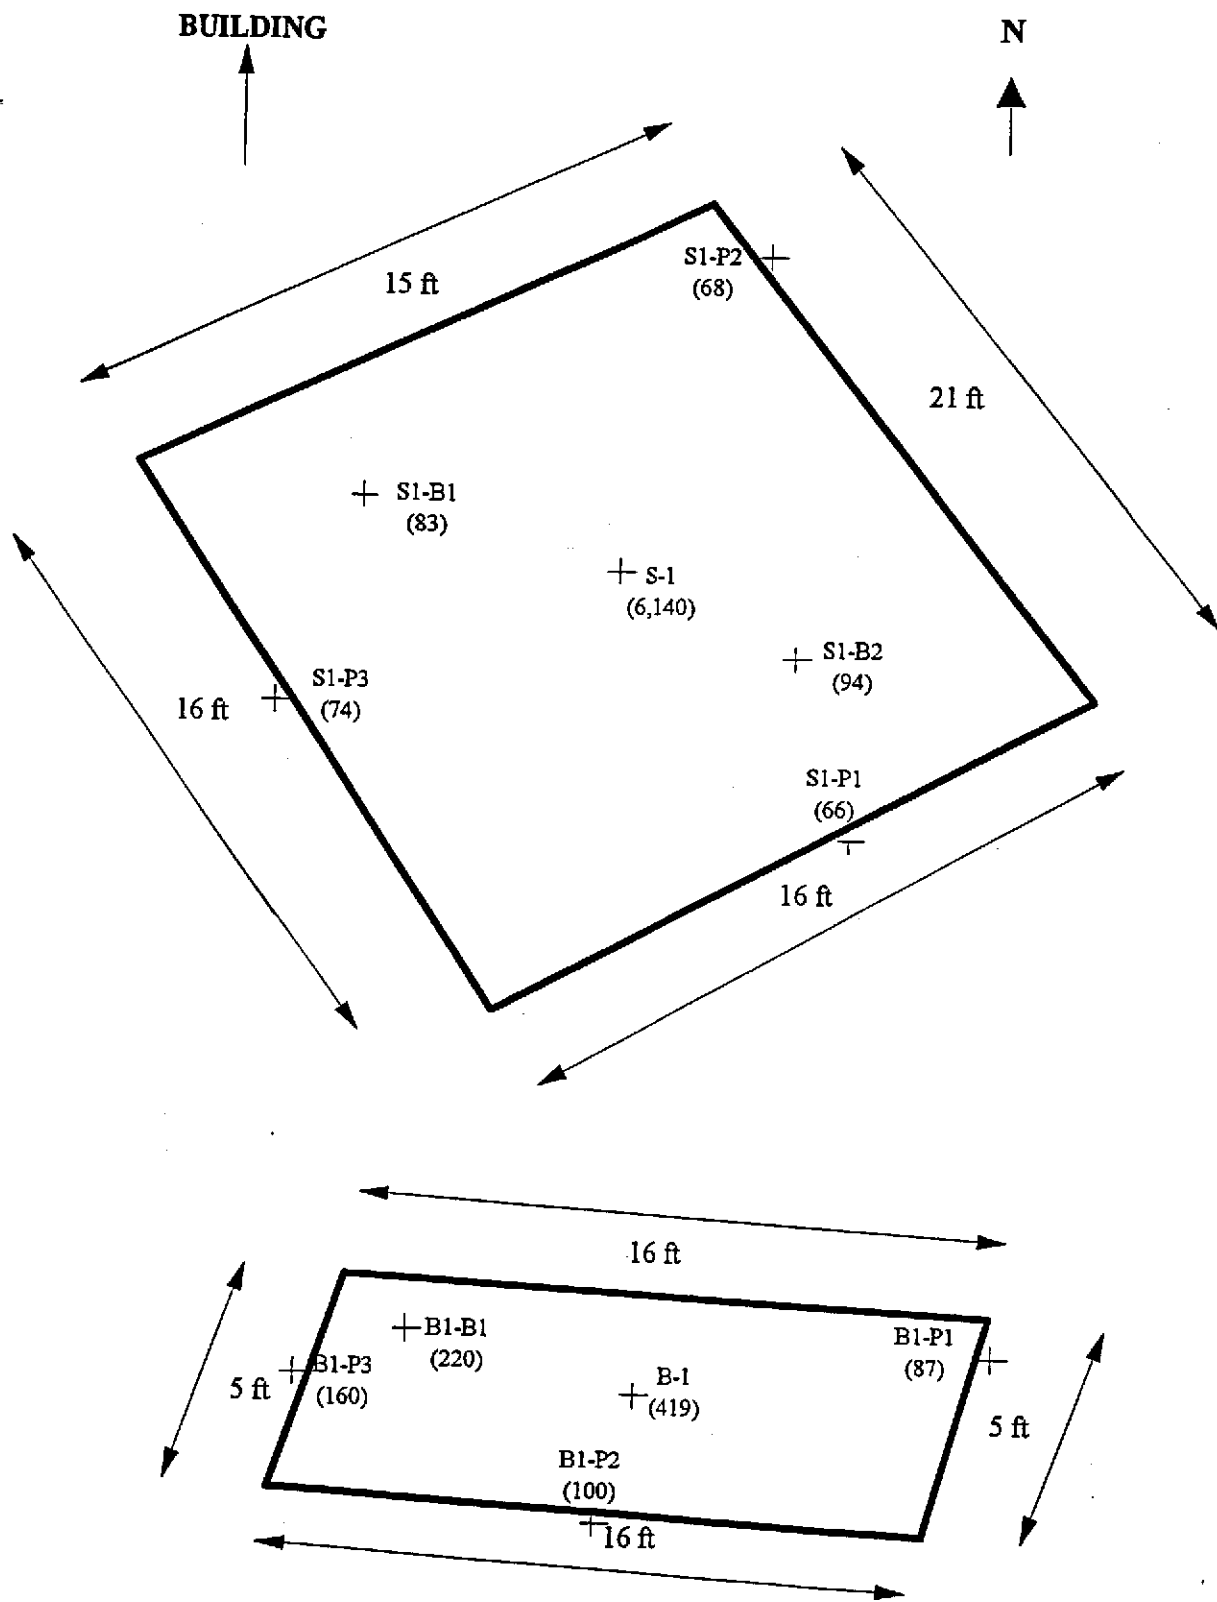 BUILDING
N
15 ft
S1-P2
(68)
21 ft
S1-B1
(83)
S-1
(6,140)
S1-B2
(94)
S1-P3
(74)
16 ft
S1-P1
(66)
16 ft
16 ft
B1-B1
(220)
B1-P1
(87)
B1-P3
(160)
5 ft
B-1
(419)
5 ft
B1-P2
(100)
16 ft